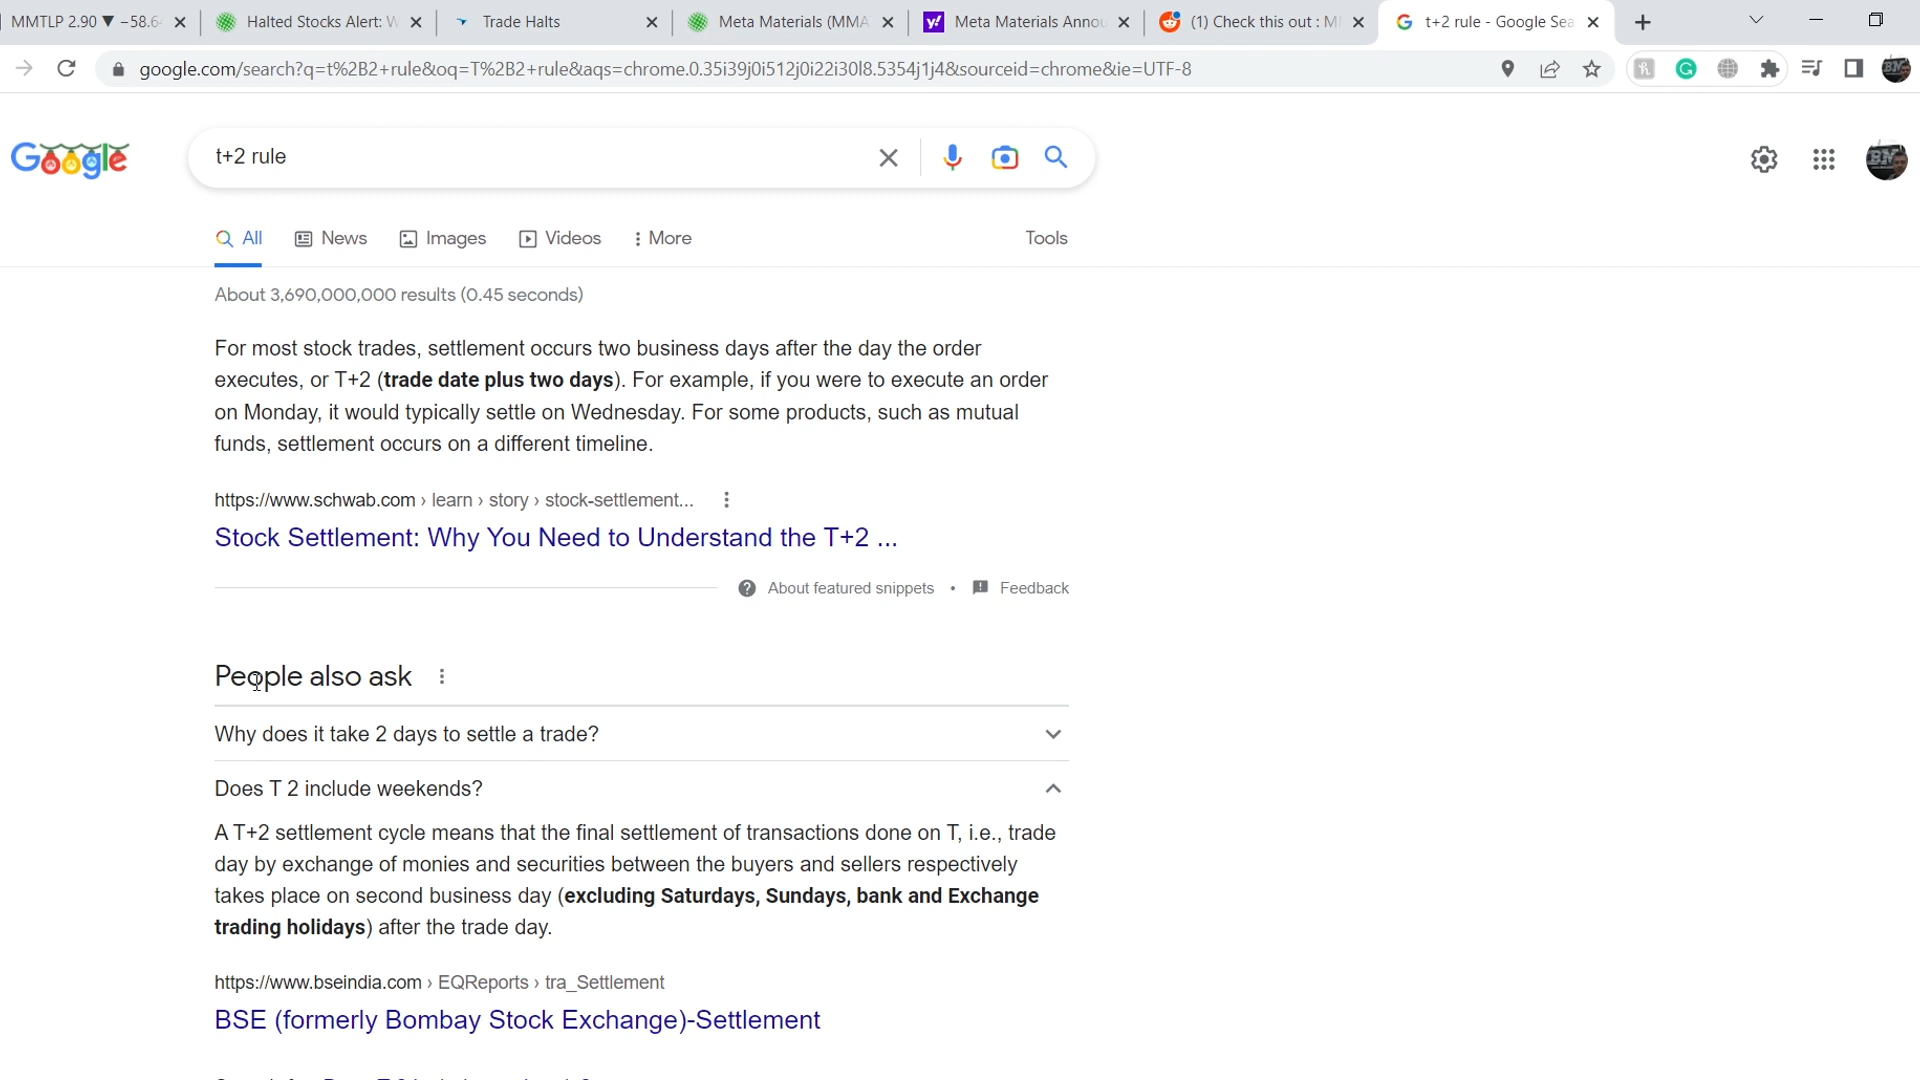 MMTLP 2.90 ▼ −58.64
Halted Stocks Alert: W
Trade Halts
Meta Materials (MMA
Meta Materials Annou
(1) Check this out : M
t+2 rule - Google Sea
google.com/search?q=t%2B2+rule&oq=T%2B2+rule&aqs=chrome.0.35i39j0i512j0i22i30l8.5354j1j4&sourceid=chrome&ie=UTF-8
Google
t+2 rule
All
News
Images
Videos
More
Tools
About 3,690,000,000 results (0.45 seconds)
For most stock trades, settlement occurs two business days after the day the order
executes, or T+2 (trade date plus two days). For example, if you were to execute an order
on Monday, it would typically settle on Wednesday. For some products, such as mutual
funds, settlement occurs on a different timeline.
https://www.schwab.com › learn › story › stock-settlement...
Stock Settlement: Why You Need to Understand the T+2 ...
About featured snippets • Feedback
People also ask
Why does it take 2 days to settle a trade?
Does T 2 include weekends?
A T+2 settlement cycle means that the final settlement of transactions done on T, i.e., trade
day by exchange of monies and securities between the buyers and sellers respectively
takes place on second business day (excluding Saturdays, Sundays, bank and Exchange
trading holidays) after the trade day.
https://www.bseindia.com › EQReports › tra_Settlement
BSE (formerly Bombay Stock Exchange)-Settlement